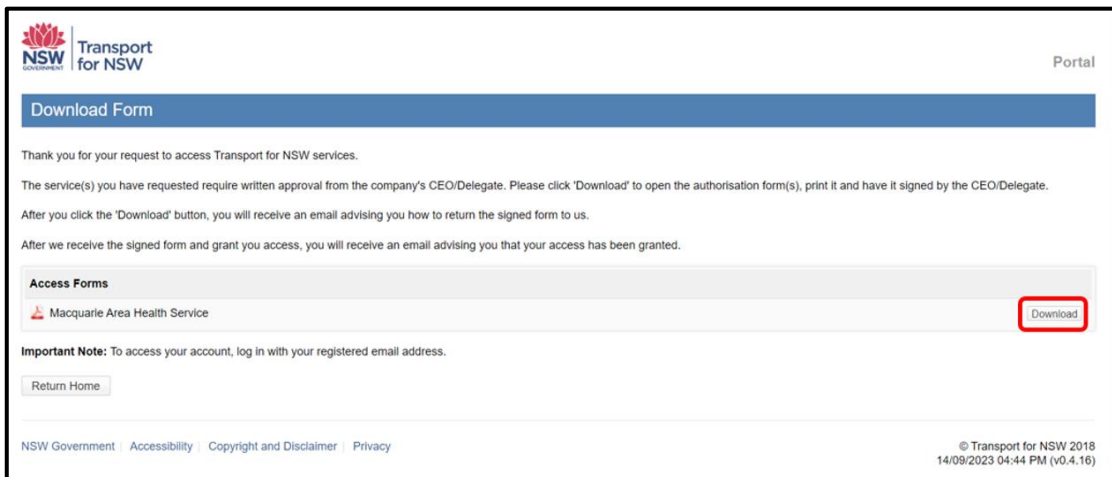 NSW
GOVERNMENT
Transport
for NSW
Portal
Download Form
Thank you for your request to access Transport for NSW services.
The service(s) you have requested require written approval from the company's CEO/Delegate. Please click 'Download' to open the authorisation form(s), print it and have it signed by the CEO/Delegate.
After you click the 'Download' button, you will receive an email advising you how to return the signed form to us.
After we receive the signed form and grant you access, you will receive an email advising you that your access has been granted.
Access Forms
Macquarie Area Health Service
Download
Important Note: To access your account, log in with your registered email address.
Return Home
NSW Government | Accessibility | Copyright and Disclaimer | Privacy
© Transport for NSW 2018
14/09/2023 04:44 PM (v0.4.16)